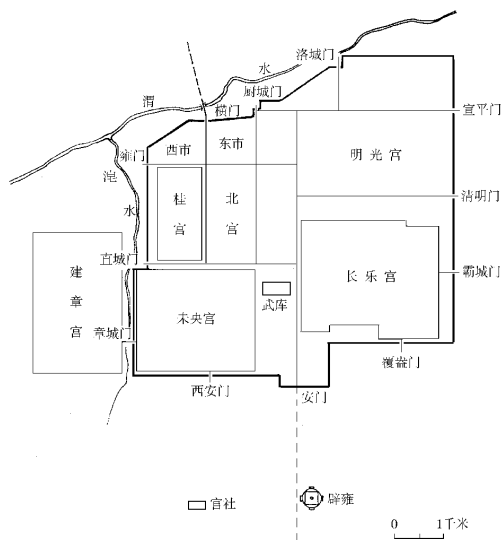 洛城门
水
厨城门
渭
横门
宣平门
雍门
西市
东市
明光宫
浐
水
桂宫
北宫
清明门
直城门
建章宫
长乐宫
霸城门
武库
未央宫
章城门
覆盎门
西安门
安门
官社
辟雍
0 1千米